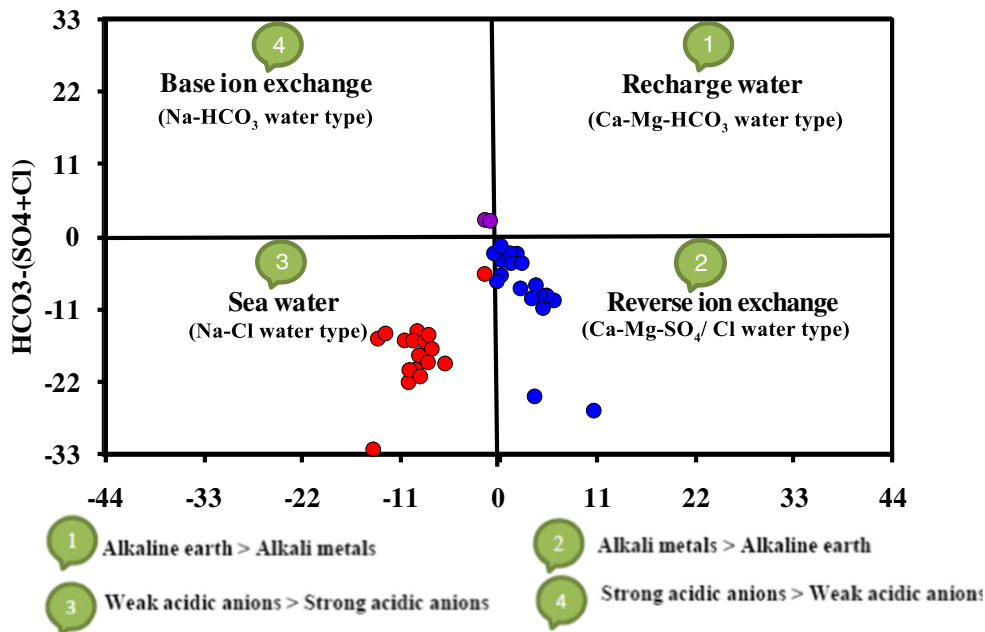 33
22
11
0
-11
-22
-33
HCO3-(SO4+Cl)
4
Base ion exchange
(Na-HCO₃ water type)
1
Recharge water
(Ca-Mg-HCO₃ water type)
3
Sea water
(Na-Cl water type)
2
Reverse ion exchange
(Ca-Mg-SO₄/ Cl water type)
-44 -33 -22 -11 0 11 22 33 44
1 Alkaline earth > Alkali metals
2 Alkali metals > Alkaline earth
3 Weak acidic anions > Strong acidic anions
4 Strong acidic anions > Weak acidic anions